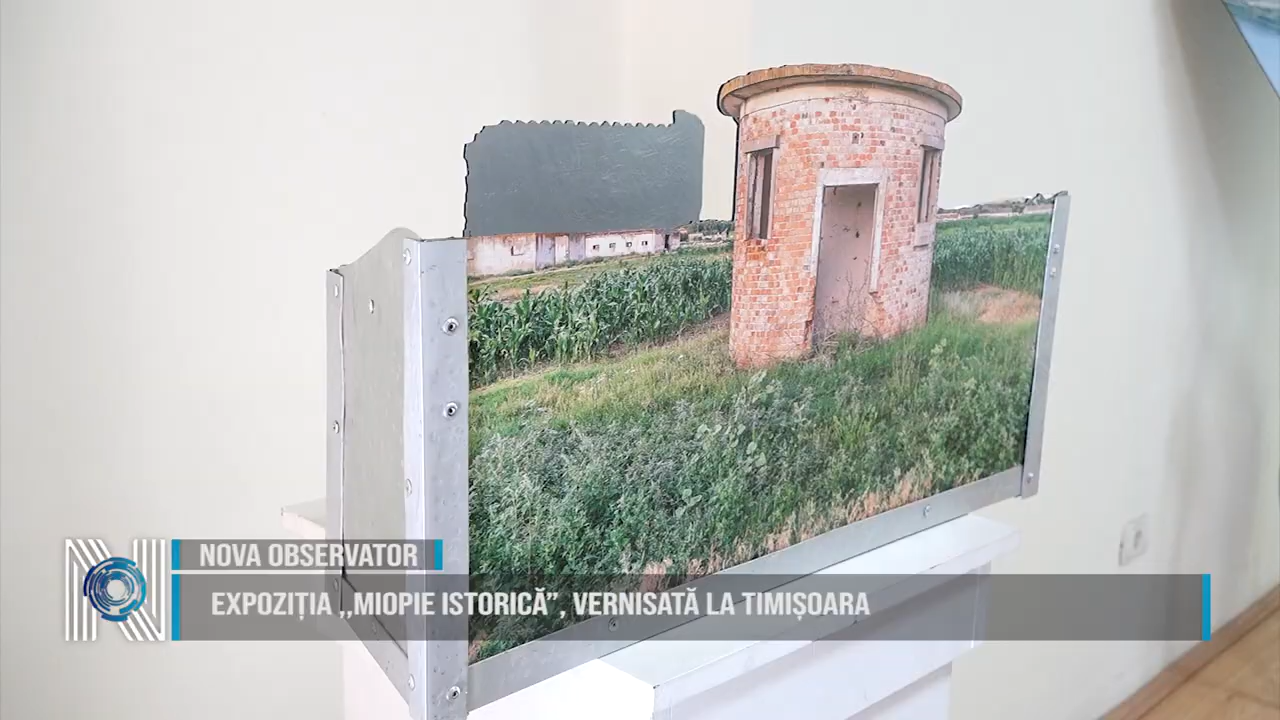 NOVA OBSERVATOR
EXPOZIȚIA ,,MIOPIE ISTORICĂ”, VERNISATĂ LA TIMIȘOARA